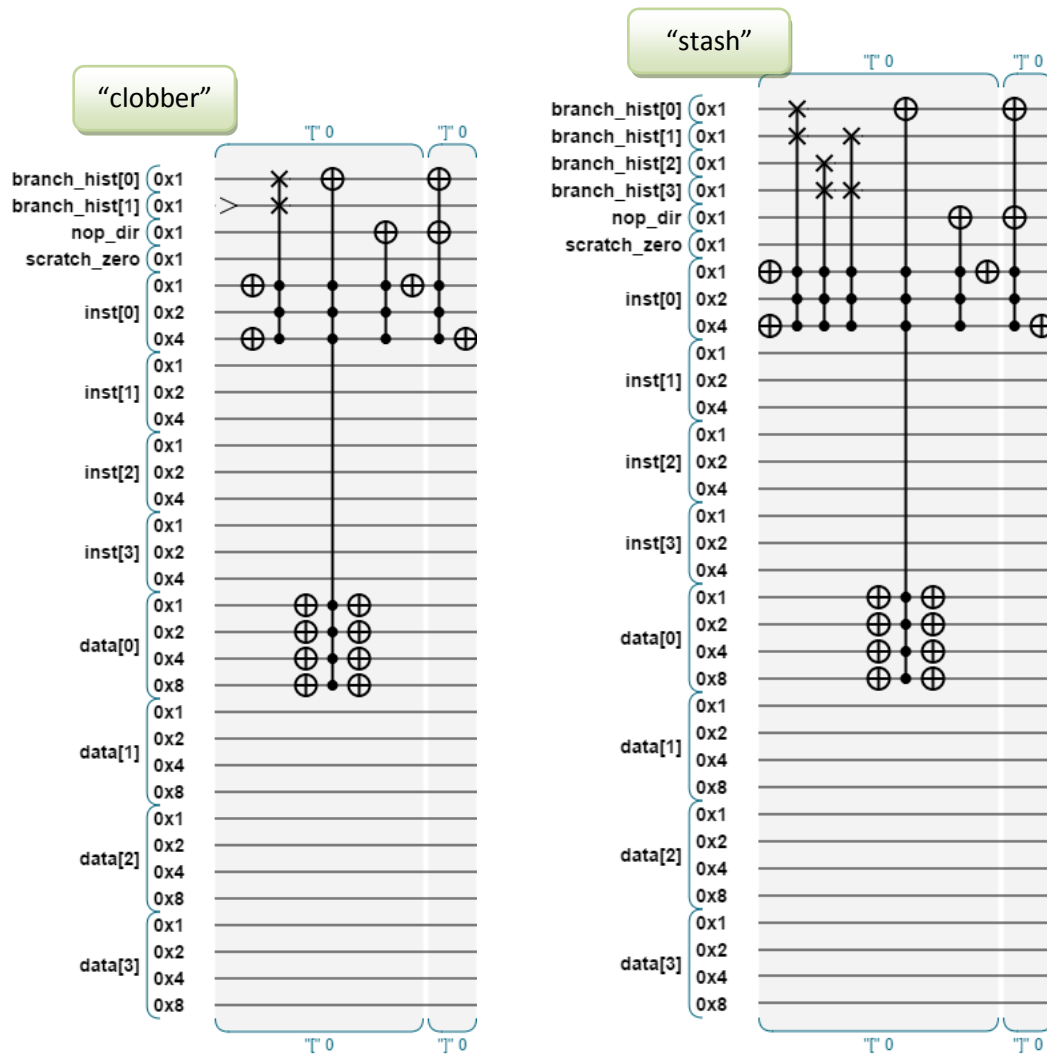 “clobber”
"[" 0
"]" 0
branch_hist[0] 0x1
branch_hist[1] 0x1
nop_dir 0x1
scratch_zero 0x1
0x1
inst[0] 0x2
0x4
0x1
inst[1] 0x2
0x4
0x1
inst[2] 0x2
0x4
0x1
inst[3] 0x2
0x4
0x1
0x2
data[0]
0x4
0x8
0x1
0x2
data[1]
0x4
0x8
0x1
0x2
data[2]
0x4
0x8
0x1
0x2
data[3]
0x4
0x8
"[" 0
"]" 0
“stash”
"[" 0
"]" 0
branch_hist[0] 0x1
branch_hist[1] 0x1
branch_hist[2] 0x1
branch_hist[3] 0x1
nop_dir 0x1
scratch_zero 0x1
0x1
inst[0] 0x2
0x4
0x1
inst[1] 0x2
0x4
0x1
inst[2] 0x2
0x4
0x1
inst[3] 0x2
0x4
0x1
0x2
data[0]
0x4
0x8
0x1
0x2
data[1]
0x4
0x8
0x1
0x2
data[2]
0x4
0x8
0x1
0x2
data[3]
0x4
0x8
"[" 0
"]" 0